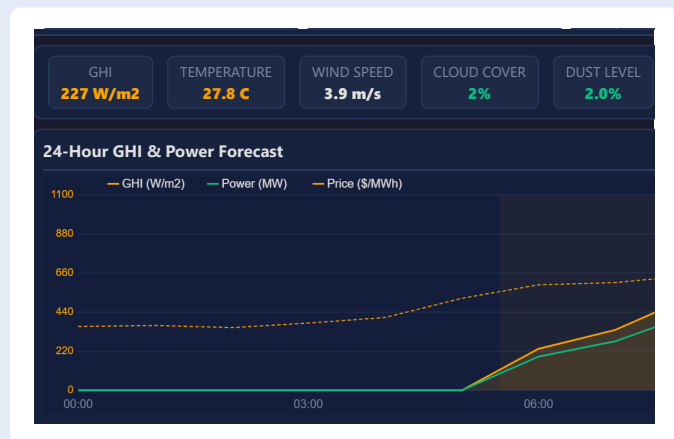 GHI TEMPERATURE WIND SPEED CLOUD COVER DUST LEVEL
227 W/m2 27.8 C 3.9 m/s 2% 2.0%
24-Hour GHI & Power Forecast
GHI (W/m2) Power (MW) Price ($/MWh)
1100
880
660
440
220
0
00:00 03:00 06:00